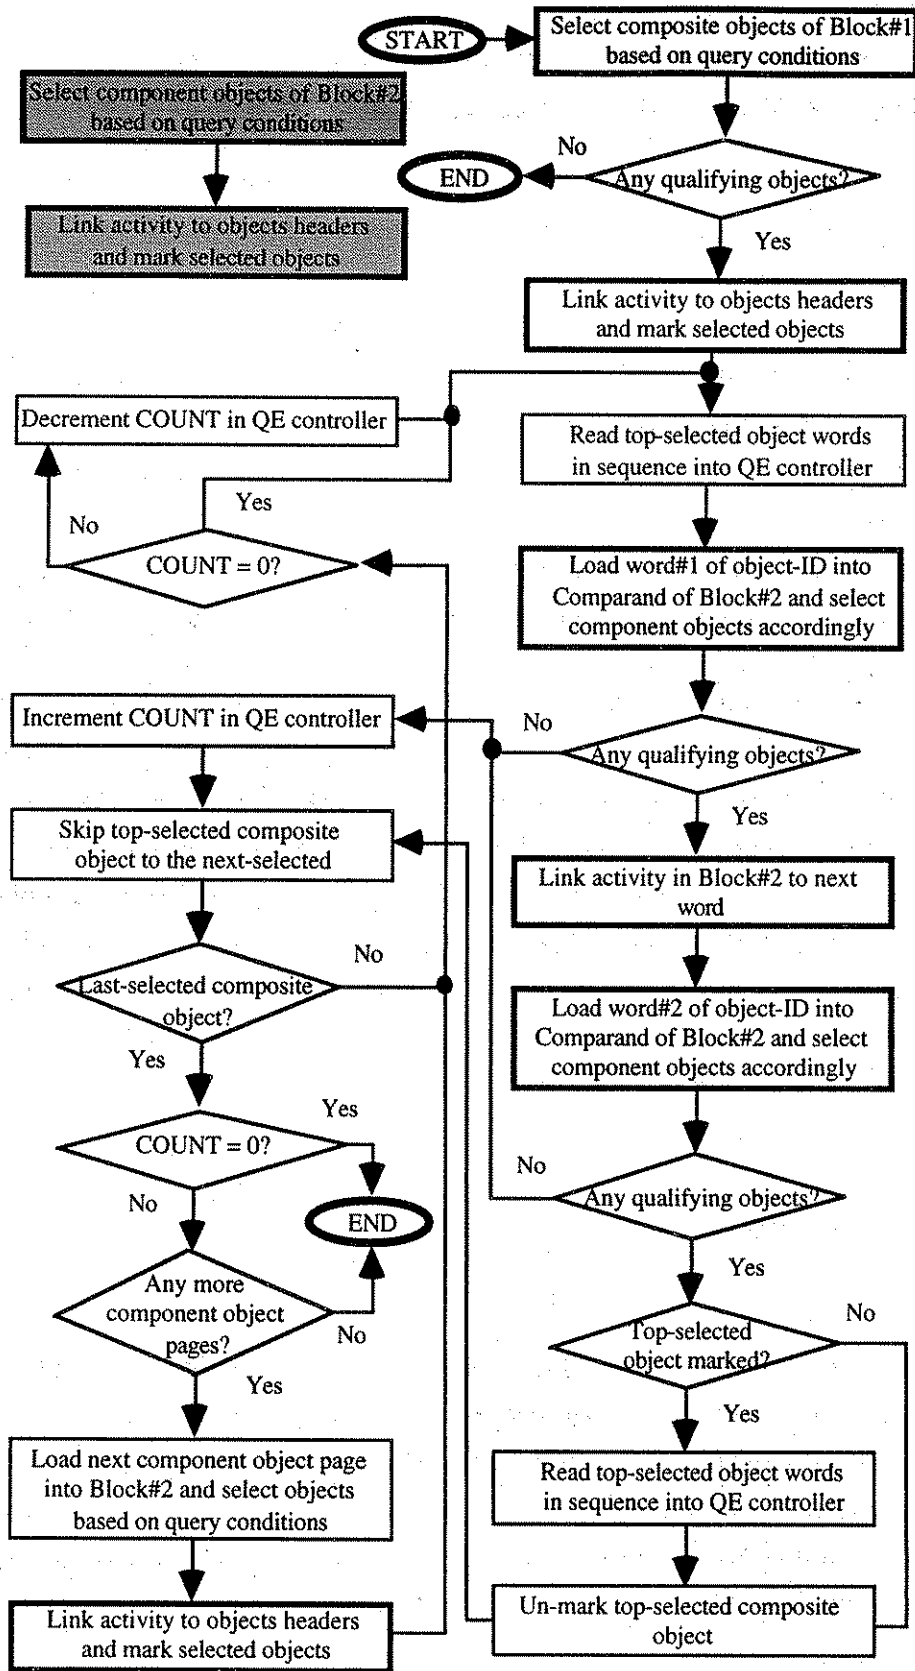 START
Select composite objects of Block#1
based on query conditions
Select component objects of Block#2
based on query conditions
No
END
Any qualifying objects?
Yes
Link activity to objects headers
and mark selected objects
Link activity to objects headers
and mark selected objects
Decrement COUNT in QE controller
Read top-selected object words
in sequence into QE controller
Yes
No
COUNT = 0?
Load word#1 of object-ID into
Comparand of Block#2 and select
component objects accordingly
Increment COUNT in QE controller
No
Any qualifying objects?
Yes
Skip top-selected composite
object to the next-selected
Link activity in Block#2 to next
word
No
Last-selected composite
object?
Yes
Load word#2 of object-ID into
Comparand of Block#2 and select
component objects accordingly
Yes
COUNT = 0?
No
END
No
Any qualifying objects?
Yes
Any more
component object
pages?
No
Yes
Top-selected
object marked?
No
Yes
Load next component object page
into Block#2 and select objects
based on query conditions
Read top-selected object words
in sequence into QE controller
Link activity to objects headers
and mark selected objects
Un-mark top-selected composite
object